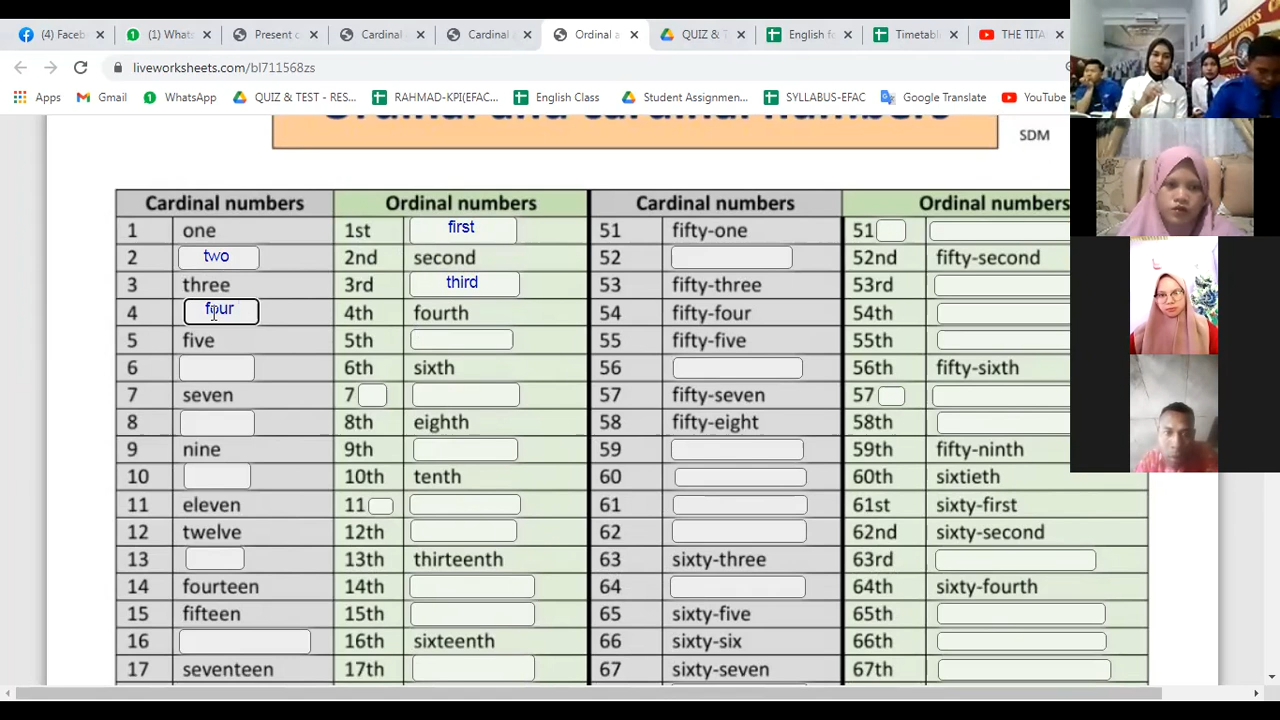 (4) Faceb
(1) What:
Present c
Cardinal
Cardinal
Ordinal a
QUIZ & T
English fo
Timetabl
THE TITA
liveworksheets.com/bl711568zs
Apps Gmail WhatsApp QUIZ & TEST - RES... RAHMAD-KPI(EFAC... English Class Student Assignmen... SYLLABUS-EFAC Google Translate YouTube
Ordinal and cardinal numbers
SDM
Cardinal numbers Ordinal numbers Cardinal numbers Ordinal numbers
1 one 1st first 51 fifty-one 51
2 two 2nd second 52 52nd fifty-second
3 three 3rd third 53 fifty-three 53rd
4 four 4th fourth 54 fifty-four 54th
5 five 5th 55 fifty-five 55th
6 6th sixth 56 56th fifty-sixth
7 seven 7 57 fifty-seven 57
8 8th eighth 58 fifty-eight 58th
9 nine 9th 59 59th fifty-ninth
10 10th tenth 60 60th sixtieth
11 eleven 11 61 61st sixty-first
12 twelve 12th 62 62nd sixty-second
13 13th thirteenth 63 sixty-three 63rd
14 fourteen 14th 64 64th sixty-fourth
15 fifteen 15th 65 sixty-five 65th
16 16th sixteenth 66 sixty-six 66th
17 seventeen 17th 67 sixty-seven 67th